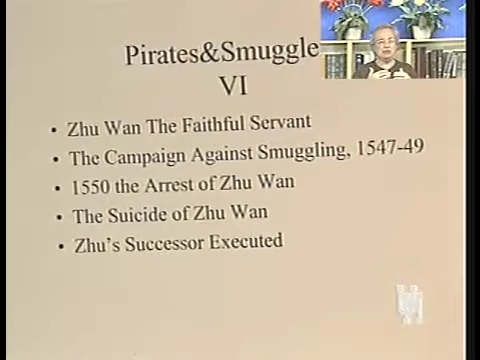 Pirates&Smuggle
VI
• Zhu Wan The Faithful Servant
• The Campaign Against Smuggling, 1547-49
• 1550 the Arrest of Zhu Wan
• The Suicide of Zhu Wan
• Zhu's Successor Executed